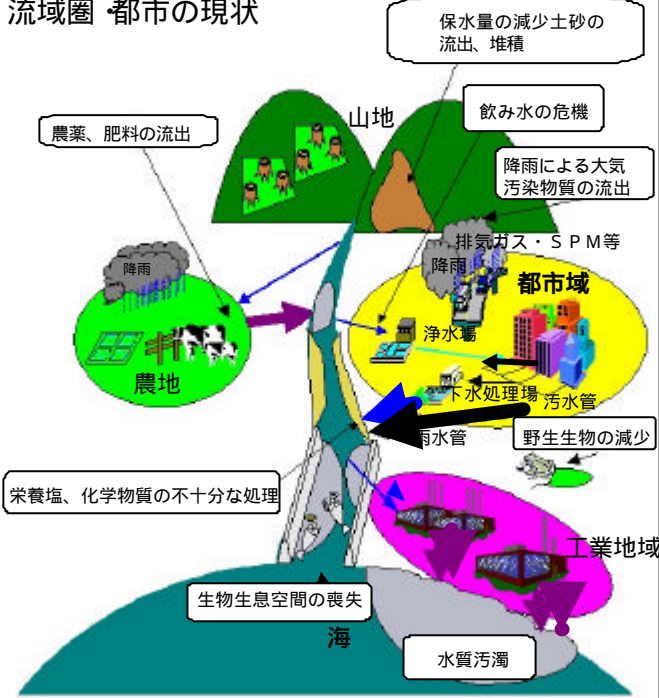 流域圏・都市の現状
保水量の減少土砂の
流出、堆積
山地
飲み水の危機
農薬、肥料の流出
降雨による大気
汚染物質の流出
排気ガス・ＳＰＭ等
降雨
降雨
都市域
浄水場
農地
下水処理場
汚水管
雨水管
野生生物の減少
栄養塩、化学物質の不十分な処理
工業地域
生物生息空間の喪失
海
水質汚濁